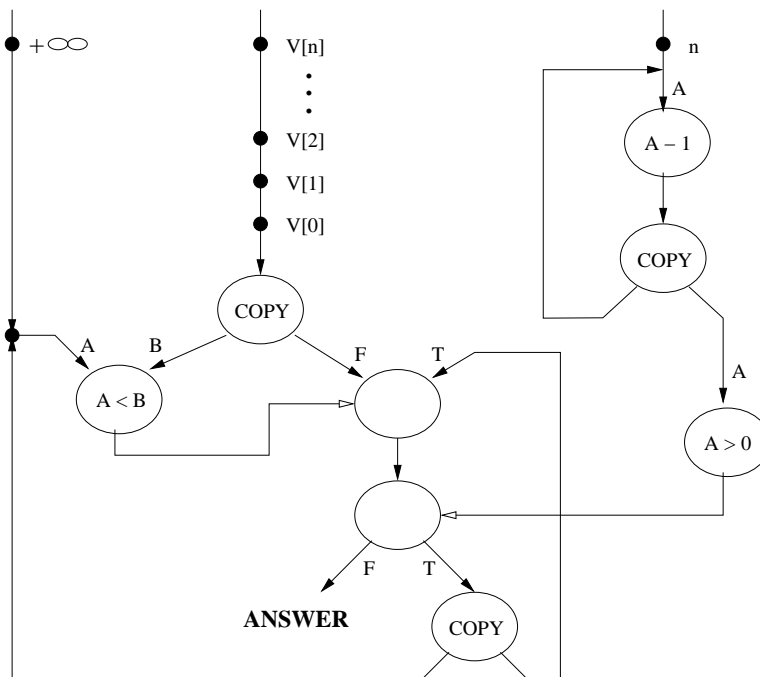 +∞
V[n]
n
A
V[2]
A − 1
V[1]
V[0]
COPY
COPY
A
B
F
T
A
A < B
A > 0
F
T
ANSWER
COPY